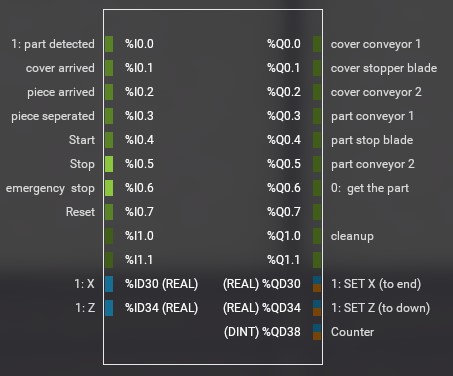 1: part detected %I0.0 %Q0.0 cover conveyor 1
cover arrived %I0.1 %Q0.1 cover stopper blade
piece arrived %I0.2 %Q0.2 cover conveyor 2
piece seperated %I0.3 %Q0.3 part conveyor 1
Start %I0.4 %Q0.4 part stop blade
Stop %I0.5 %Q0.5 part conveyor 2
emergency stop %I0.6 %Q0.6 0: get the part
Reset %I0.7 %Q0.7
%I1.0 %Q1.0 cleanup
%I1.1 %Q1.1
1: X %ID30 (REAL) (REAL) %QD30 1: SET X (to end)
1: Z %ID34 (REAL) (REAL) %QD34 1: SET Z (to down)
(DINT) %QD38 Counter